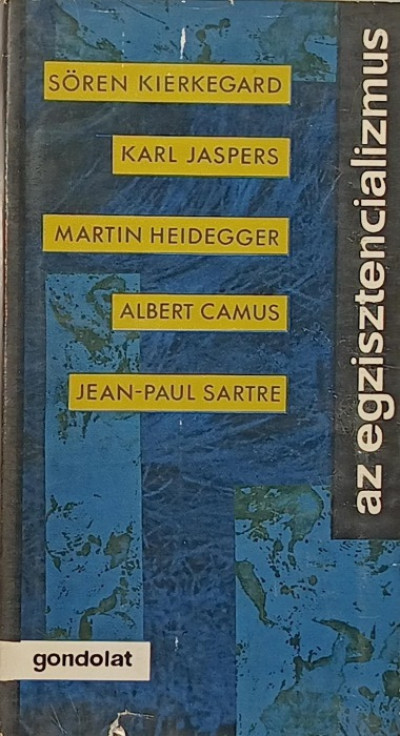 SÖREN KIERKEGARD
KARL JASPERS
MARTIN HEIDEGGER
ALBERT CAMUS
JEAN-PAUL SARTRE
az egzisztencializmus
gondolat